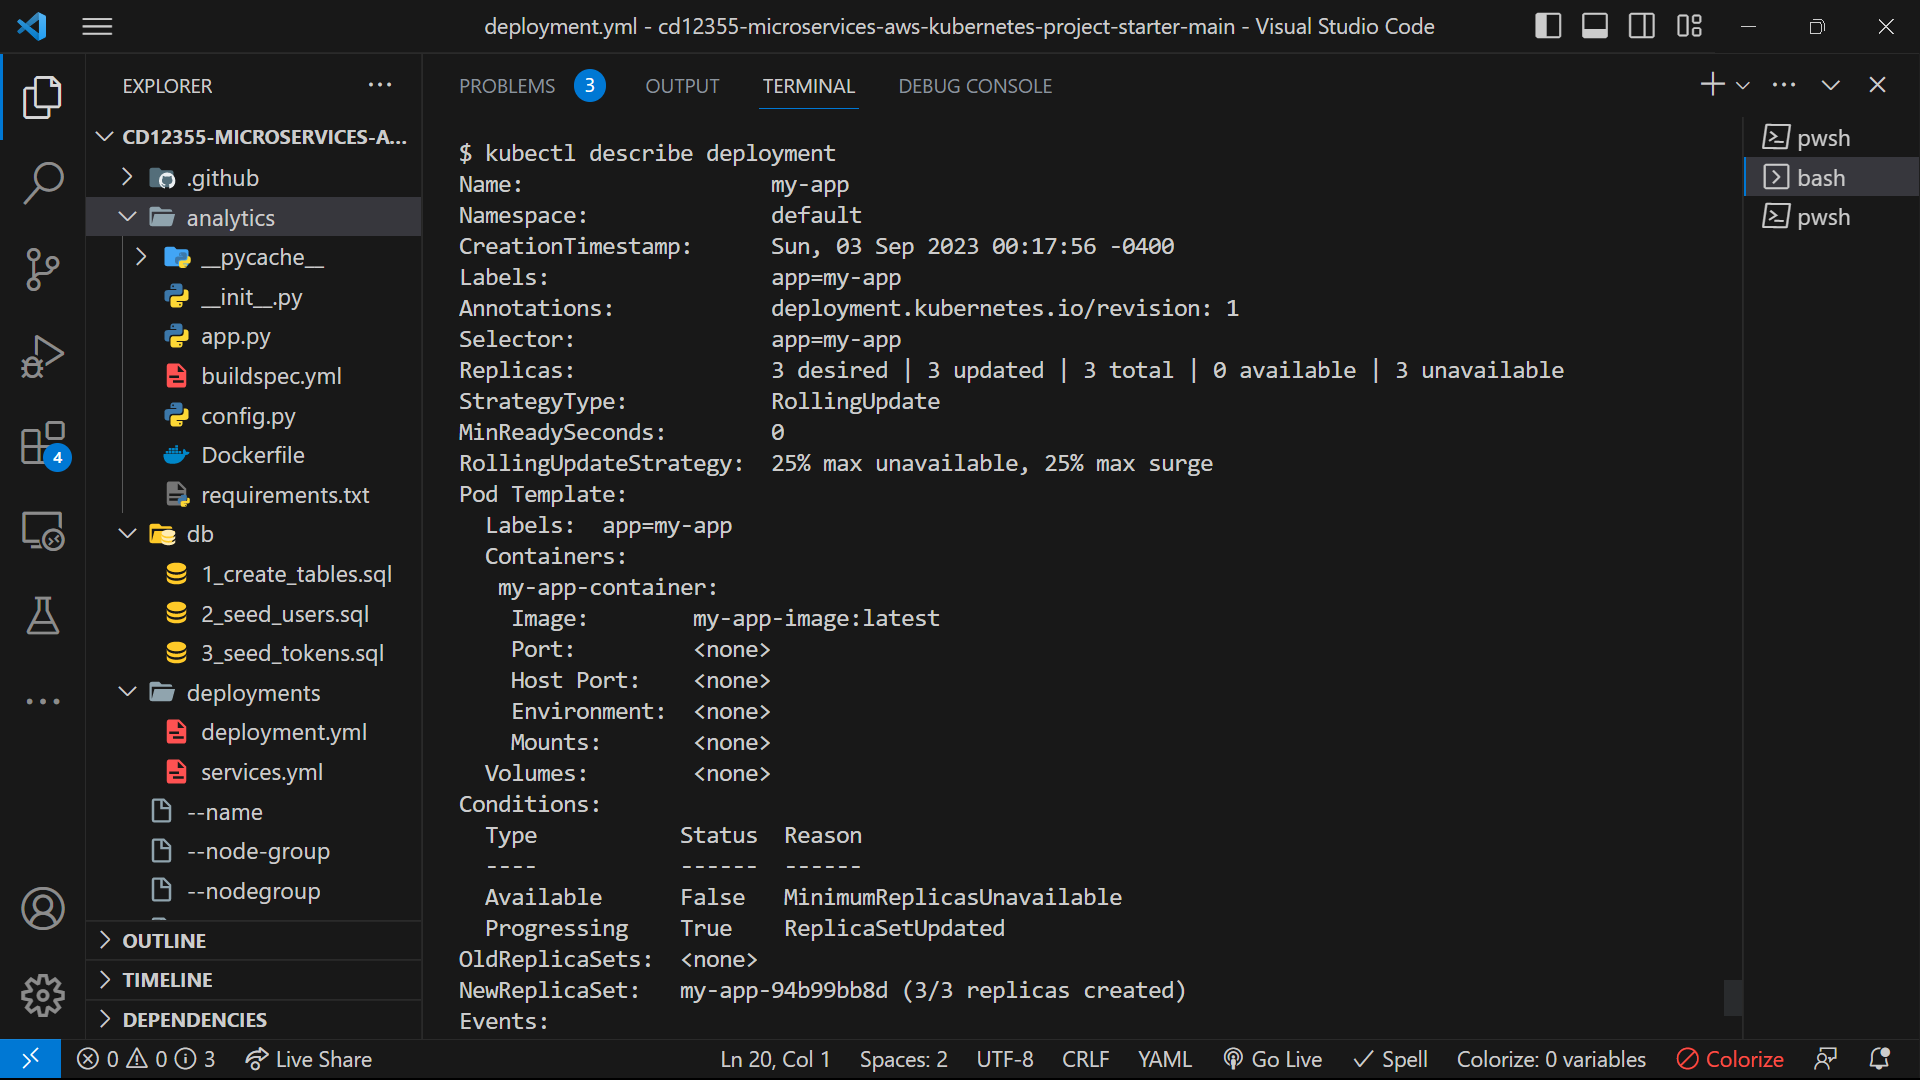 deployment.yml - cd12355-microservices-aws-kubernetes-project-starter-main - Visual Studio Code
EXPLORER
CD12355-MICROSERVICES-A...
.github
analytics
__pycache__
__init__.py
app.py
buildspec.yml
config.py
Dockerfile
requirements.txt
db
1_create_tables.sql
2_seed_users.sql
3_seed_tokens.sql
deployments
deployment.yml
services.yml
--name
--node-group
--nodegroup
OUTLINE
TIMELINE
DEPENDENCIES
4
PROBLEMS 3 OUTPUT TERMINAL DEBUG CONSOLE
$ kubectl describe deployment
Name: my-app
Namespace: default
CreationTimestamp: Sun, 03 Sep 2023 00:17:56 -0400
Labels: app=my-app
Annotations: deployment.kubernetes.io/revision: 1
Selector: app=my-app
Replicas: 3 desired | 3 updated | 3 total | 0 available | 3 unavailable
StrategyType: RollingUpdate
MinReadySeconds: 0
RollingUpdateStrategy: 25% max unavailable, 25% max surge
Pod Template:
Labels: app=my-app
Containers:
my-app-container:
Image: my-app-image:latest
Port: <none>
Host Port: <none>
Environment: <none>
Mounts: <none>
Volumes: <none>
Conditions:
Type Status Reason
---- ------ ------
Available False MinimumReplicasUnavailable
Progressing True ReplicaSetUpdated
OldReplicaSets: <none>
NewReplicaSet: my-app-94b99bb8d (3/3 replicas created)
Events:
pwsh
bash
pwsh
0 0 3 Live Share Ln 20, Col 1 Spaces: 2 UTF-8 CRLF YAML Go Live Spell Colorize: 0 variables Colorize